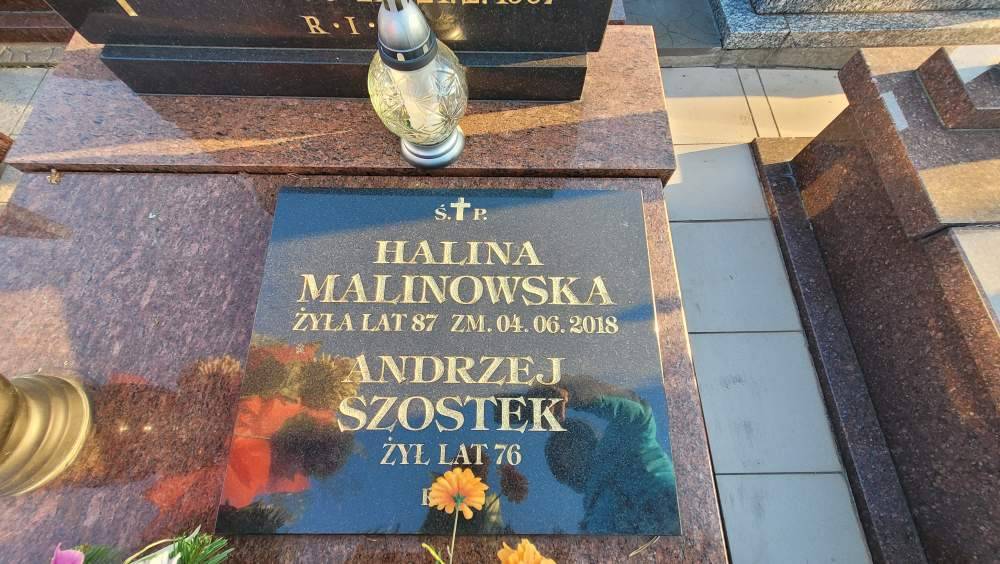 R. I.
Ś. P.
HALINA
MALINOWSKA
ŻYŁA LAT 87 ZM. 04. 06. 2018
ANDRZEJ
SZOSTEK
ŻYŁ LAT 76